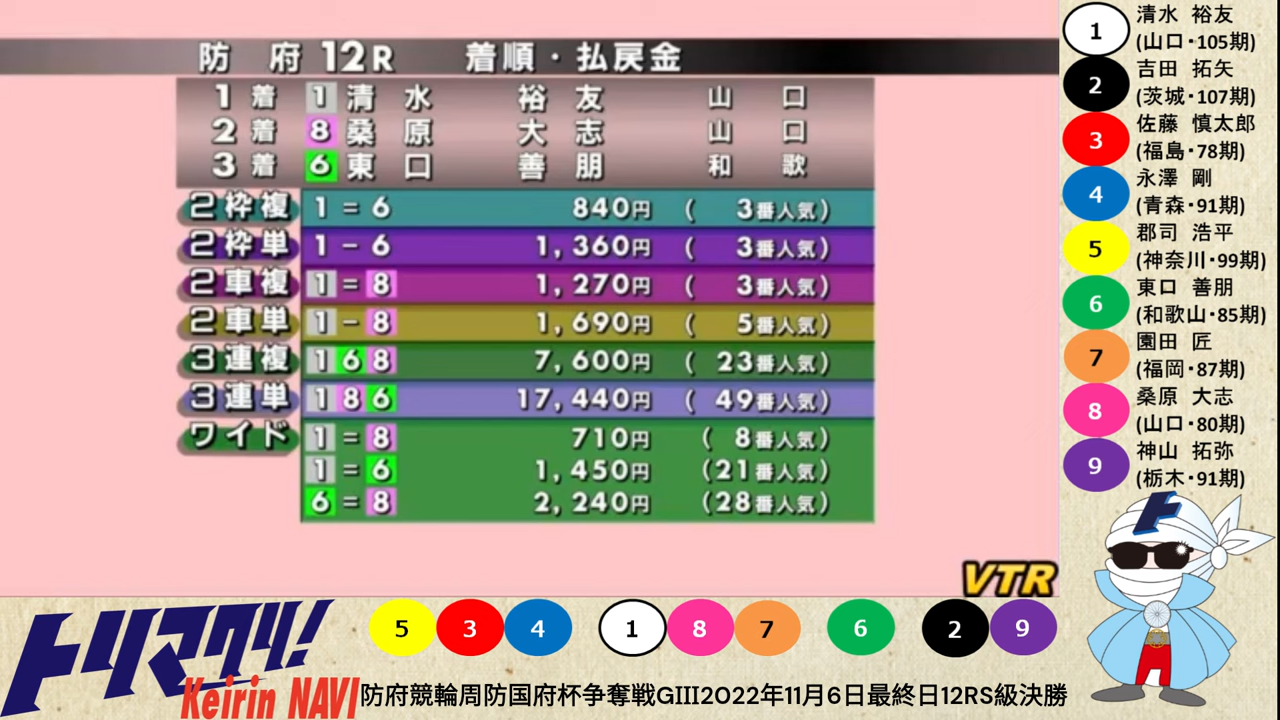 防府 12R 着順・払戻金
1着 1 清水 裕友 山口
2着 8 桑原 大志 山口
3着 6 東口 善朋 和歌
2枠複 1 = 6 840円 ( 3番人気)
2枠単 1 - 6 1,360円 ( 3番人気)
2車複 1 = 8 1,270円 ( 3番人気)
2車単 1 - 8 1,690円 ( 5番人気)
3連複 1 6 8 7,600円 ( 23番人気)
3連単 1 8 6 17,440円 ( 49番人気)
ワイド 1 = 8 710円 ( 8番人気)
1 = 6 1,450円 (21番人気)
6 = 8 2,240円 (28番人気)
VTR
1 清水 裕友
(山口・105期)
2 吉田 拓矢
(茨城・107期)
3 佐藤 慎太郎
(福島・78期)
4 永澤 剛
(青森・91期)
5 郡司 浩平
(神奈川・99期)
6 東口 善朋
(和歌山・85期)
7 園田 匠
(福岡・87期)
8 桑原 大志
(山口・80期)
9 神山 拓弥
(栃木・91期)
ト
トリマクリ!
Keirin NAVI
5 3 4 1 8 7 6 2 9
防府競輪周防国府杯争奪戦GIII2022年11月6日最終日12RS級決勝